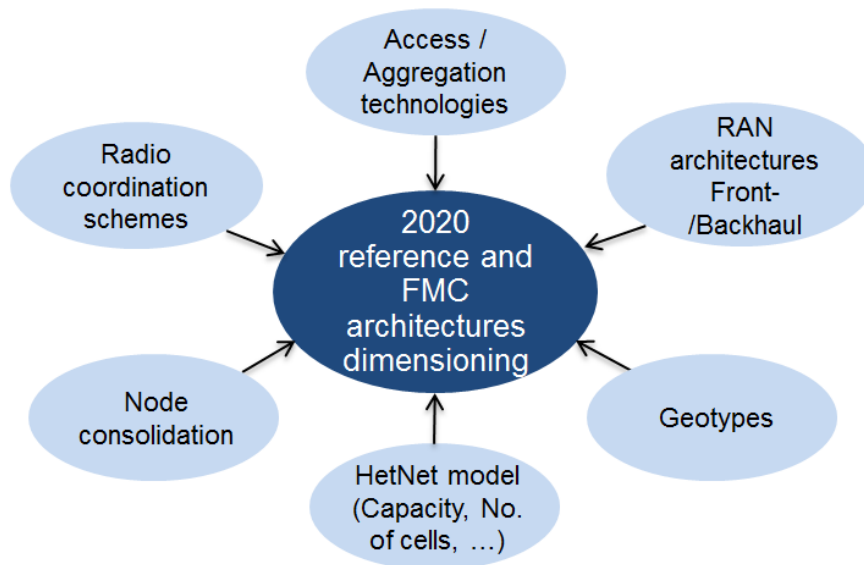 Access /
Aggregation
technologies
RAN
architectures
Front-
/Backhaul
Radio
coordination
schemes
2020
reference and
FMC
architectures
dimensioning
Node
consolidation
Geotypes
HetNet model
(Capacity, No.
of cells, …)